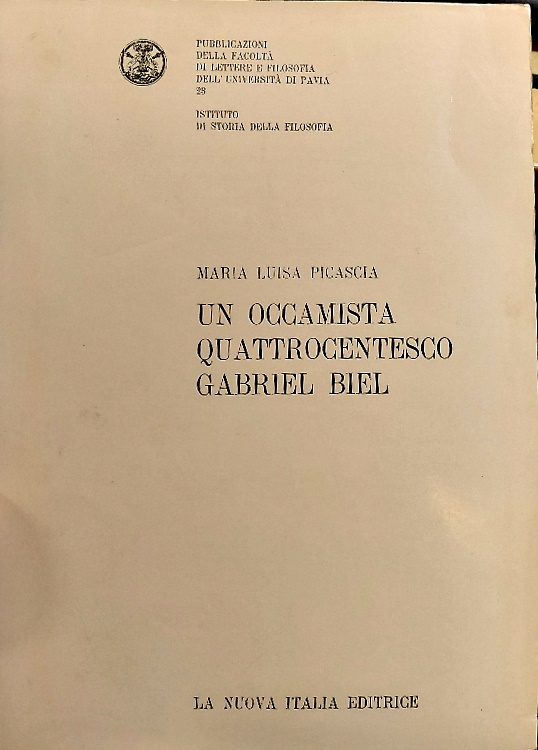 PUBBLICAZIONI
DELLA FACOLTÀ
DI LETTERE E FILOSOFIA
DELL' UNIVERSITÀ DI PAVIA
28
ISTITUTO
DI STORIA DELLA FILOSOFIA
MARIA LUISA PICASCIA
UN OCCAMISTA
QUATTROCENTESCO
GABRIEL BIEL
LA NUOVA ITALIA EDITRICE